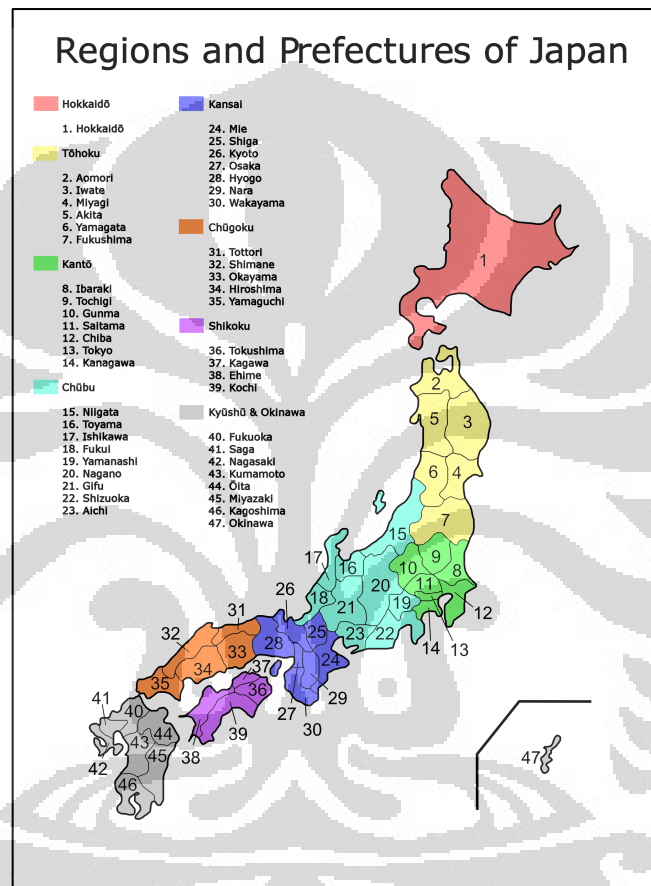 Regions and Prefectures of Japan
Hokkaidō
1. Hokkaidō
Tōhoku
2. Aomori
3. Iwate
4. Miyagi
5. Akita
6. Yamagata
7. Fukushima
Kantō
8. Ibaraki
9. Tochigi
10. Gunma
11. Saitama
12. Chiba
13. Tokyo
14. Kanagawa
Chūbu
15. Niigata
16. Toyama
17. Ishikawa
18. Fukui
19. Yamanashi
20. Nagano
21. Gifu
22. Shizuoka
23. Aichi
Kansai
24. Mie
25. Shiga
26. Kyoto
27. Osaka
28. Hyogo
29. Nara
30. Wakayama
Chūgoku
31. Tottori
32. Shimane
33. Okayama
34. Hiroshima
35. Yamaguchi
Shikoku
36. Tokushima
37. Kagawa
38. Ehime
39. Kochi
Kyūshū & Okinawa
40. Fukuoka
41. Saga
42. Nagasaki
43. Kumamoto
44. Ōita
45. Miyazaki
46. Kagoshima
47. Okinawa
1
2
5
3
6
4
7
15
9
17
16
10
8
18
20
11
26
21
19
12
31
23
22
14
13
32
28
25
33
24
34
37
35
36
29
41
40
27
30
44
38
39
43
42
45
47
46